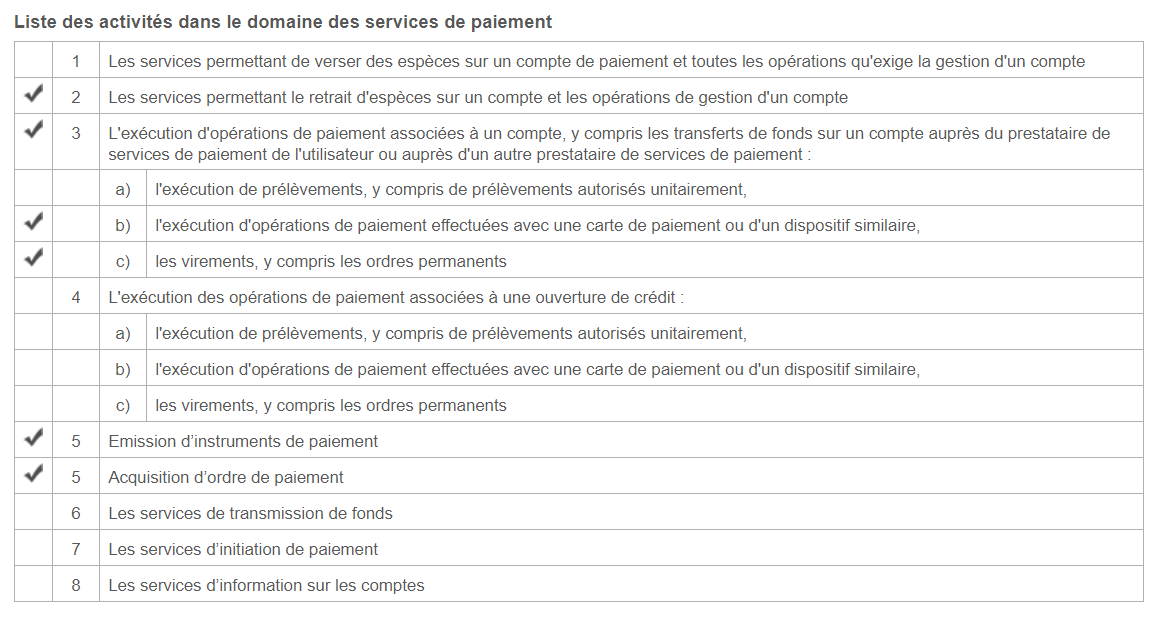 Liste des activités dans le domaine des services de paiement
1 Les services permettant de verser des espèces sur un compte de paiement et toutes les opérations qu'exige la gestion d'un compte
2 Les services permettant le retrait d'espèces sur un compte et les opérations de gestion d'un compte
3 L'exécution d'opérations de paiement associées à un compte, y compris les transferts de fonds sur un compte auprès du prestataire de
services de paiement de l'utilisateur ou auprès d'un autre prestataire de services de paiement :
a) l'exécution de prélèvements, y compris de prélèvements autorisés unitairement,
b) l'exécution d'opérations de paiement effectuées avec une carte de paiement ou d'un dispositif similaire,
c) les virements, y compris les ordres permanents
4 L'exécution des opérations de paiement associées à une ouverture de crédit :
a) l'exécution de prélèvements, y compris de prélèvements autorisés unitairement,
b) l'exécution d'opérations de paiement effectuées avec une carte de paiement ou d'un dispositif similaire,
c) les virements, y compris les ordres permanents
5 Emission d’instruments de paiement
5 Acquisition d’ordre de paiement
6 Les services de transmission de fonds
7 Les services d’initiation de paiement
8 Les services d’information sur les comptes